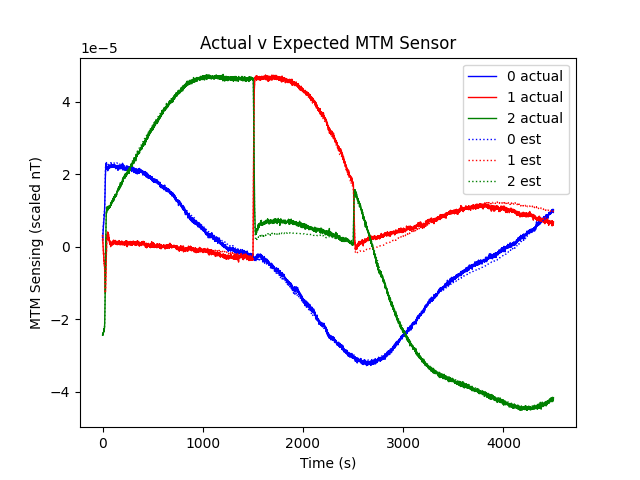 Actual v Expected MTM Sensor
1e−5
MTM Sensing (scaled nT)
4
2
0
−2
−4
0 actual
1 actual
2 actual
0 est
1 est
2 est
0 1000 2000 3000 4000
Time (s)